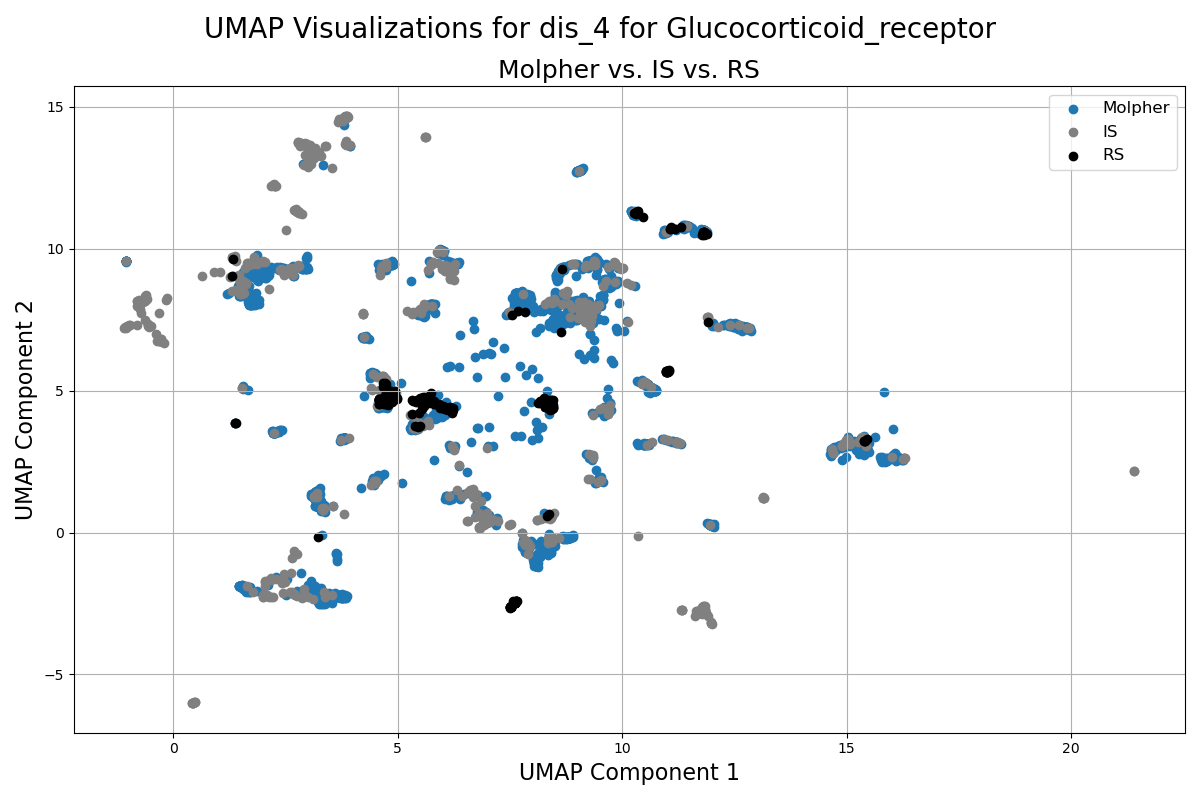 UMAP Visualizations for dis_4 for Glucocorticoid_receptor
Molpher vs. IS vs. RS
Molpher
IS
RS
15
10
5
0
−5
UMAP Component 2
0
5
10
15
20
UMAP Component 1